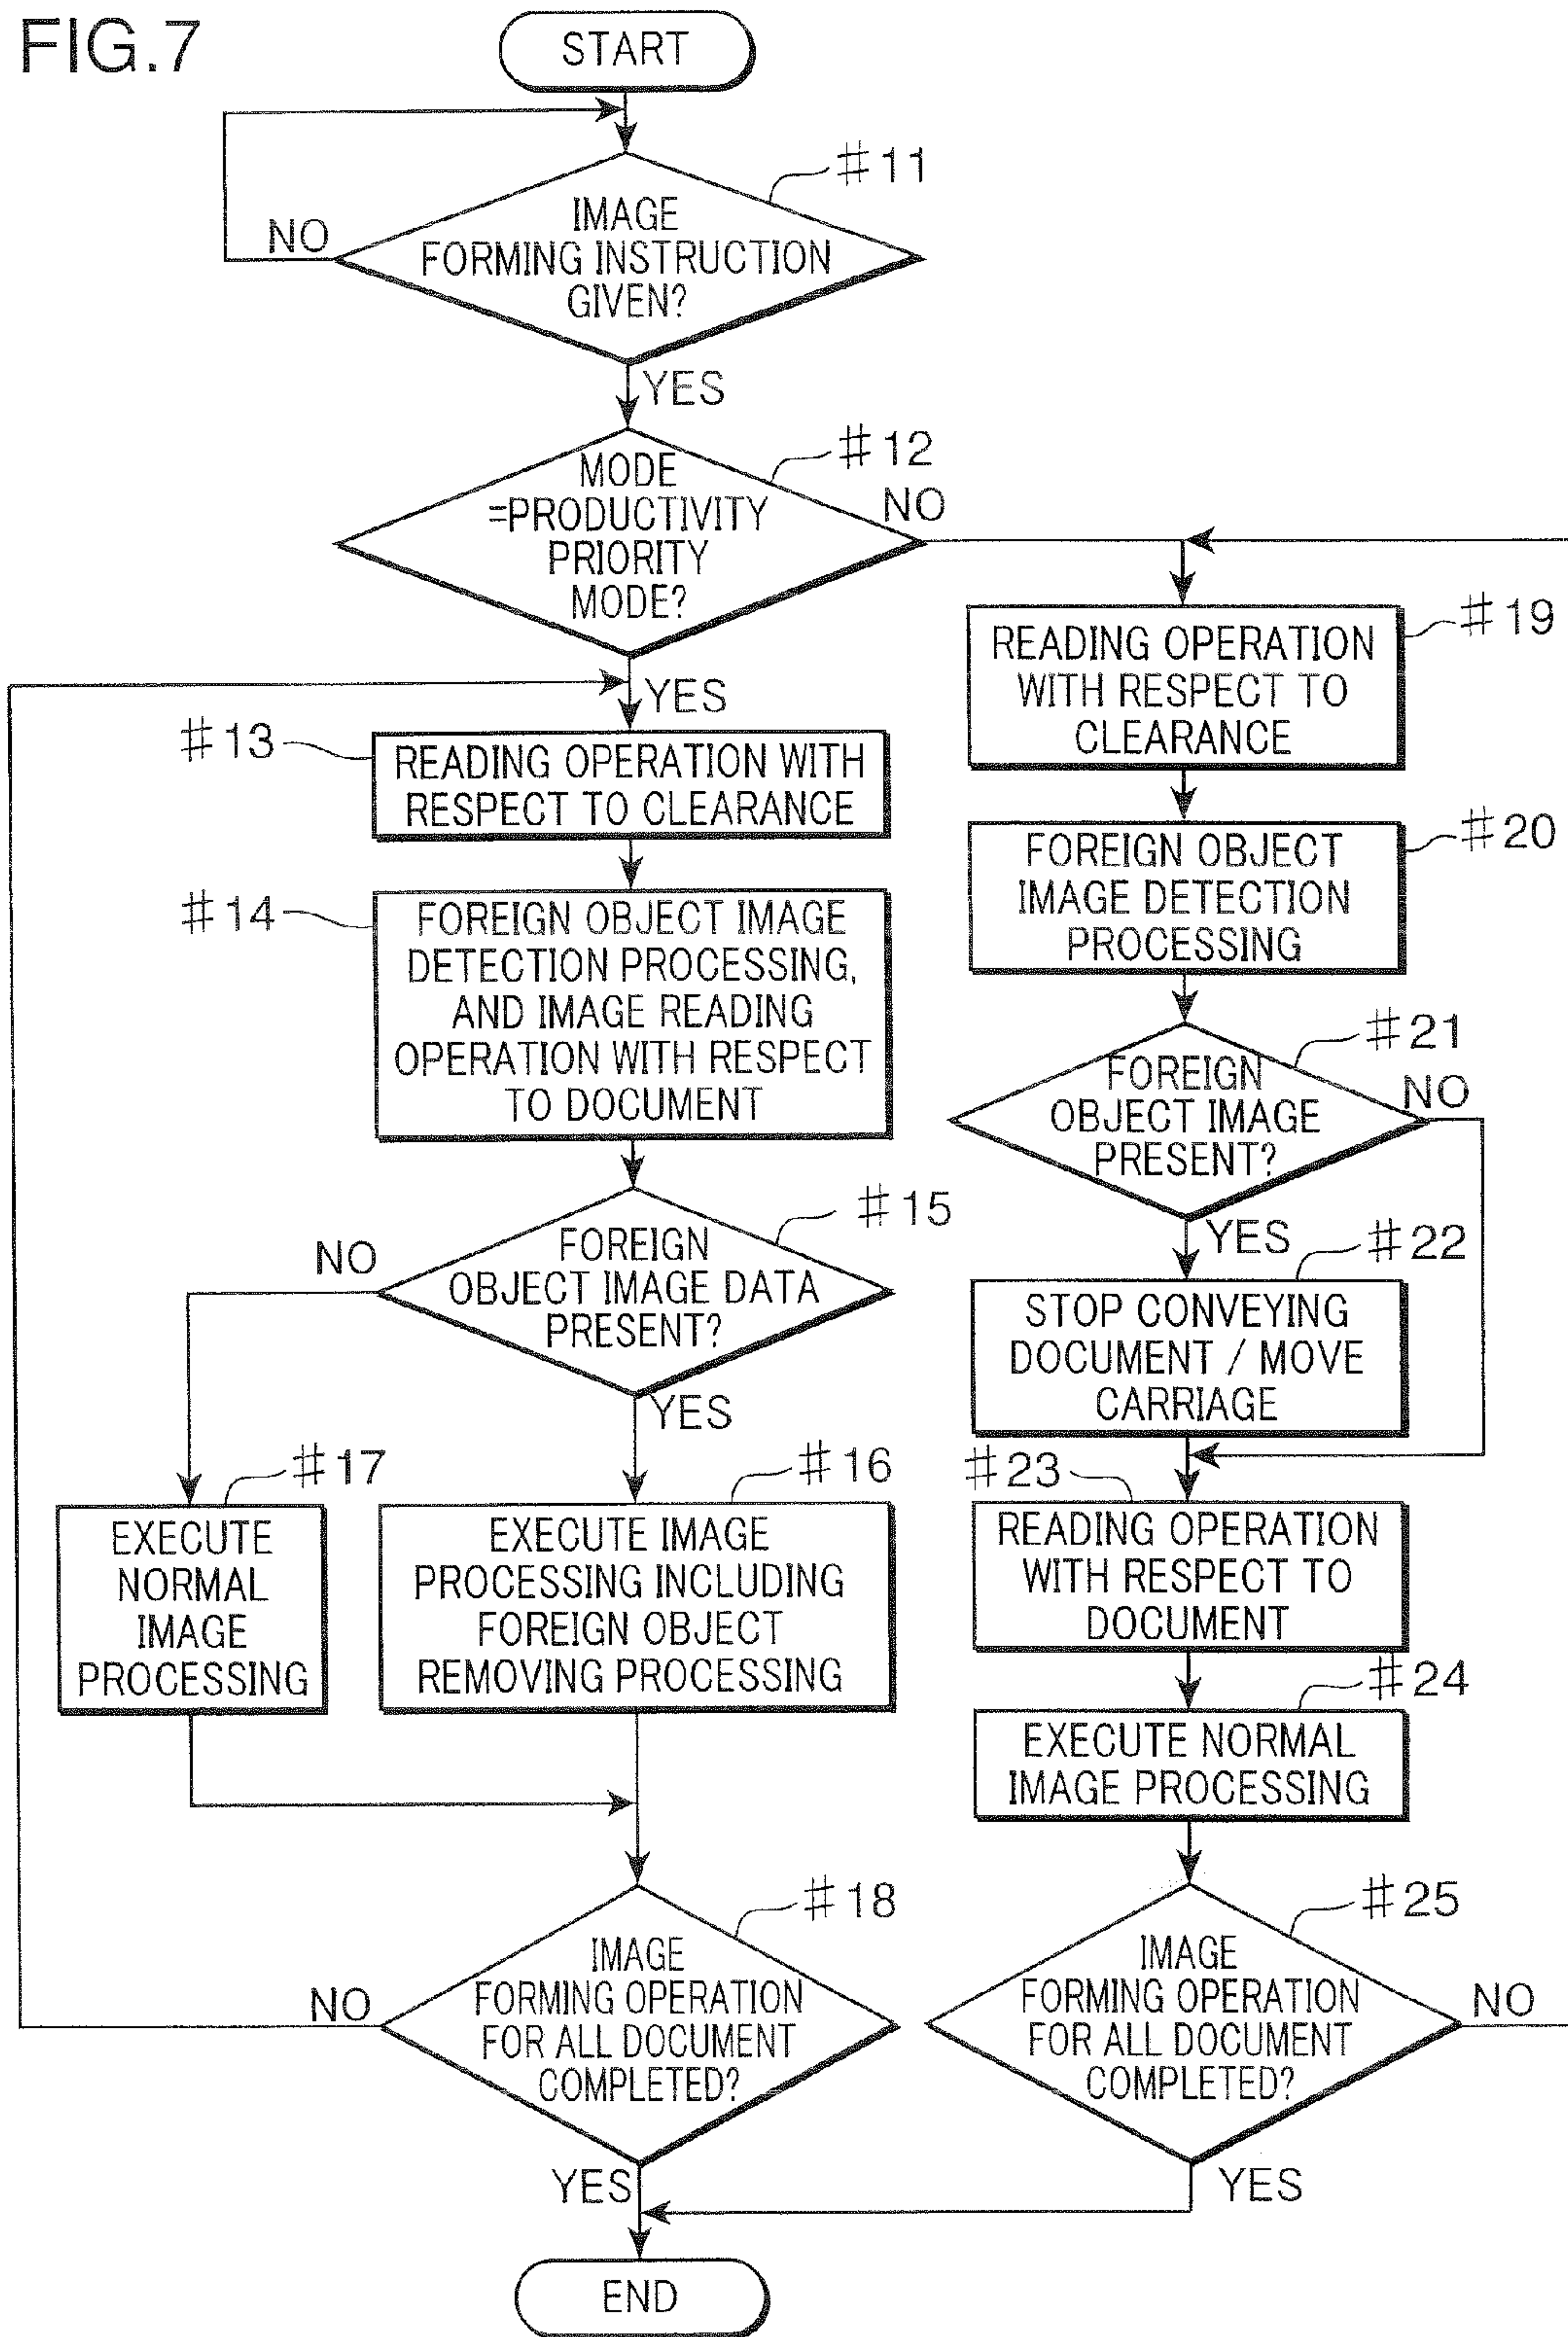 FIG.7
START
#11
IMAGE
FORMING INSTRUCTION
GIVEN?
NO
YES
#12
MODE
=PRODUCTIVITY
PRIORITY
MODE?
NO
YES
#13
READING OPERATION WITH
RESPECT TO CLEARANCE
#14
FOREIGN OBJECT IMAGE
DETECTION PROCESSING,
AND IMAGE READING
OPERATION WITH RESPECT
TO DOCUMENT
#15
FOREIGN
OBJECT IMAGE DATA
PRESENT?
NO
YES
#17
EXECUTE
NORMAL
IMAGE
PROCESSING
#16
EXECUTE IMAGE
PROCESSING INCLUDING
FOREIGN OBJECT
REMOVING PROCESSING
#18
IMAGE
FORMING OPERATION
FOR ALL DOCUMENT
COMPLETED?
NO
YES
#19
READING OPERATION
WITH RESPECT TO
CLEARANCE
#20
FOREIGN OBJECT
IMAGE DETECTION
PROCESSING
#21
FOREIGN
OBJECT IMAGE
PRESENT?
NO
YES
#22
STOP CONVEYING
DOCUMENT / MOVE
CARRIAGE
#23
READING OPERATION
WITH RESPECT TO
DOCUMENT
#24
EXECUTE NORMAL
IMAGE PROCESSING
#25
IMAGE
FORMING OPERATION
FOR ALL DOCUMENT
COMPLETED?
NO
YES
END